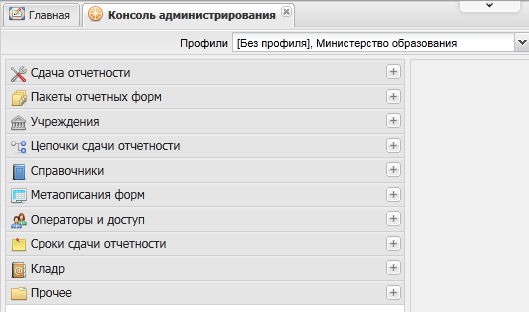 Главная
Консоль администрирования
Профили [Без профиля], Министерство образования
Сдача отчетности
Пакеты отчетных форм
Учреждения
Цепочки сдачи отчетности
Справочники
Метаописания форм
Операторы и доступ
Сроки сдачи отчетности
Кладр
Прочее